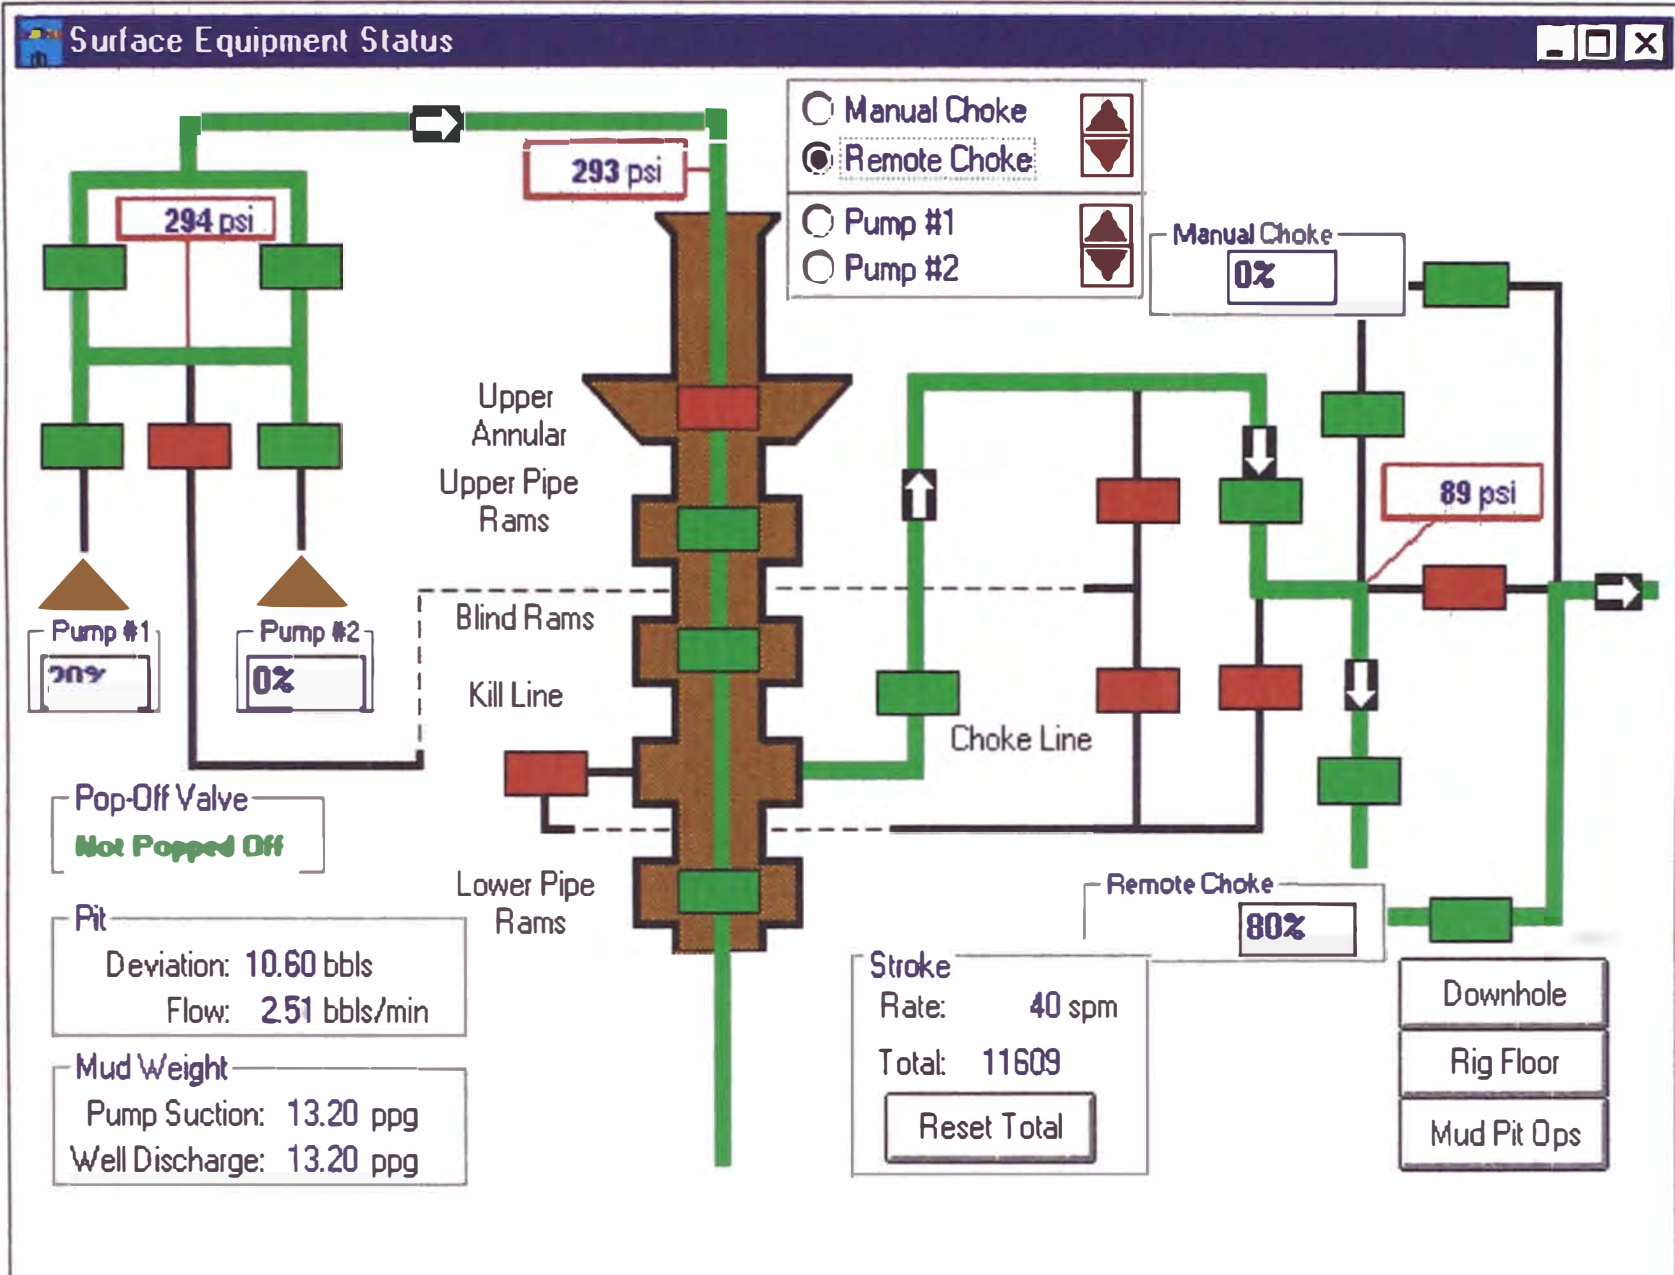 Surface Equipment Status
Manual Choke
Remote Choke
Pump #1
Pump #2
293 psi
294 psi
Manual Choke
0%
Upper
Annular
Upper Pipe
Rams
89 psi
Blind Rams
Pump #1
Pump #2
0%
Kill Line
Choke Line
Pop-Off Valve
Not Popped Off
Lower Pipe
Rams
Remote Choke
80%
Pit
Deviation: 10.60 bbls
Flow: 2.51 bbls/min
Mud Weight
Pump Suction: 13.20 ppg
Well Discharge: 13.20 ppg
Stroke
Rate: 40 spm
Total: 11609
Reset Total
Downhole
Rig Floor
Mud Pit Ops